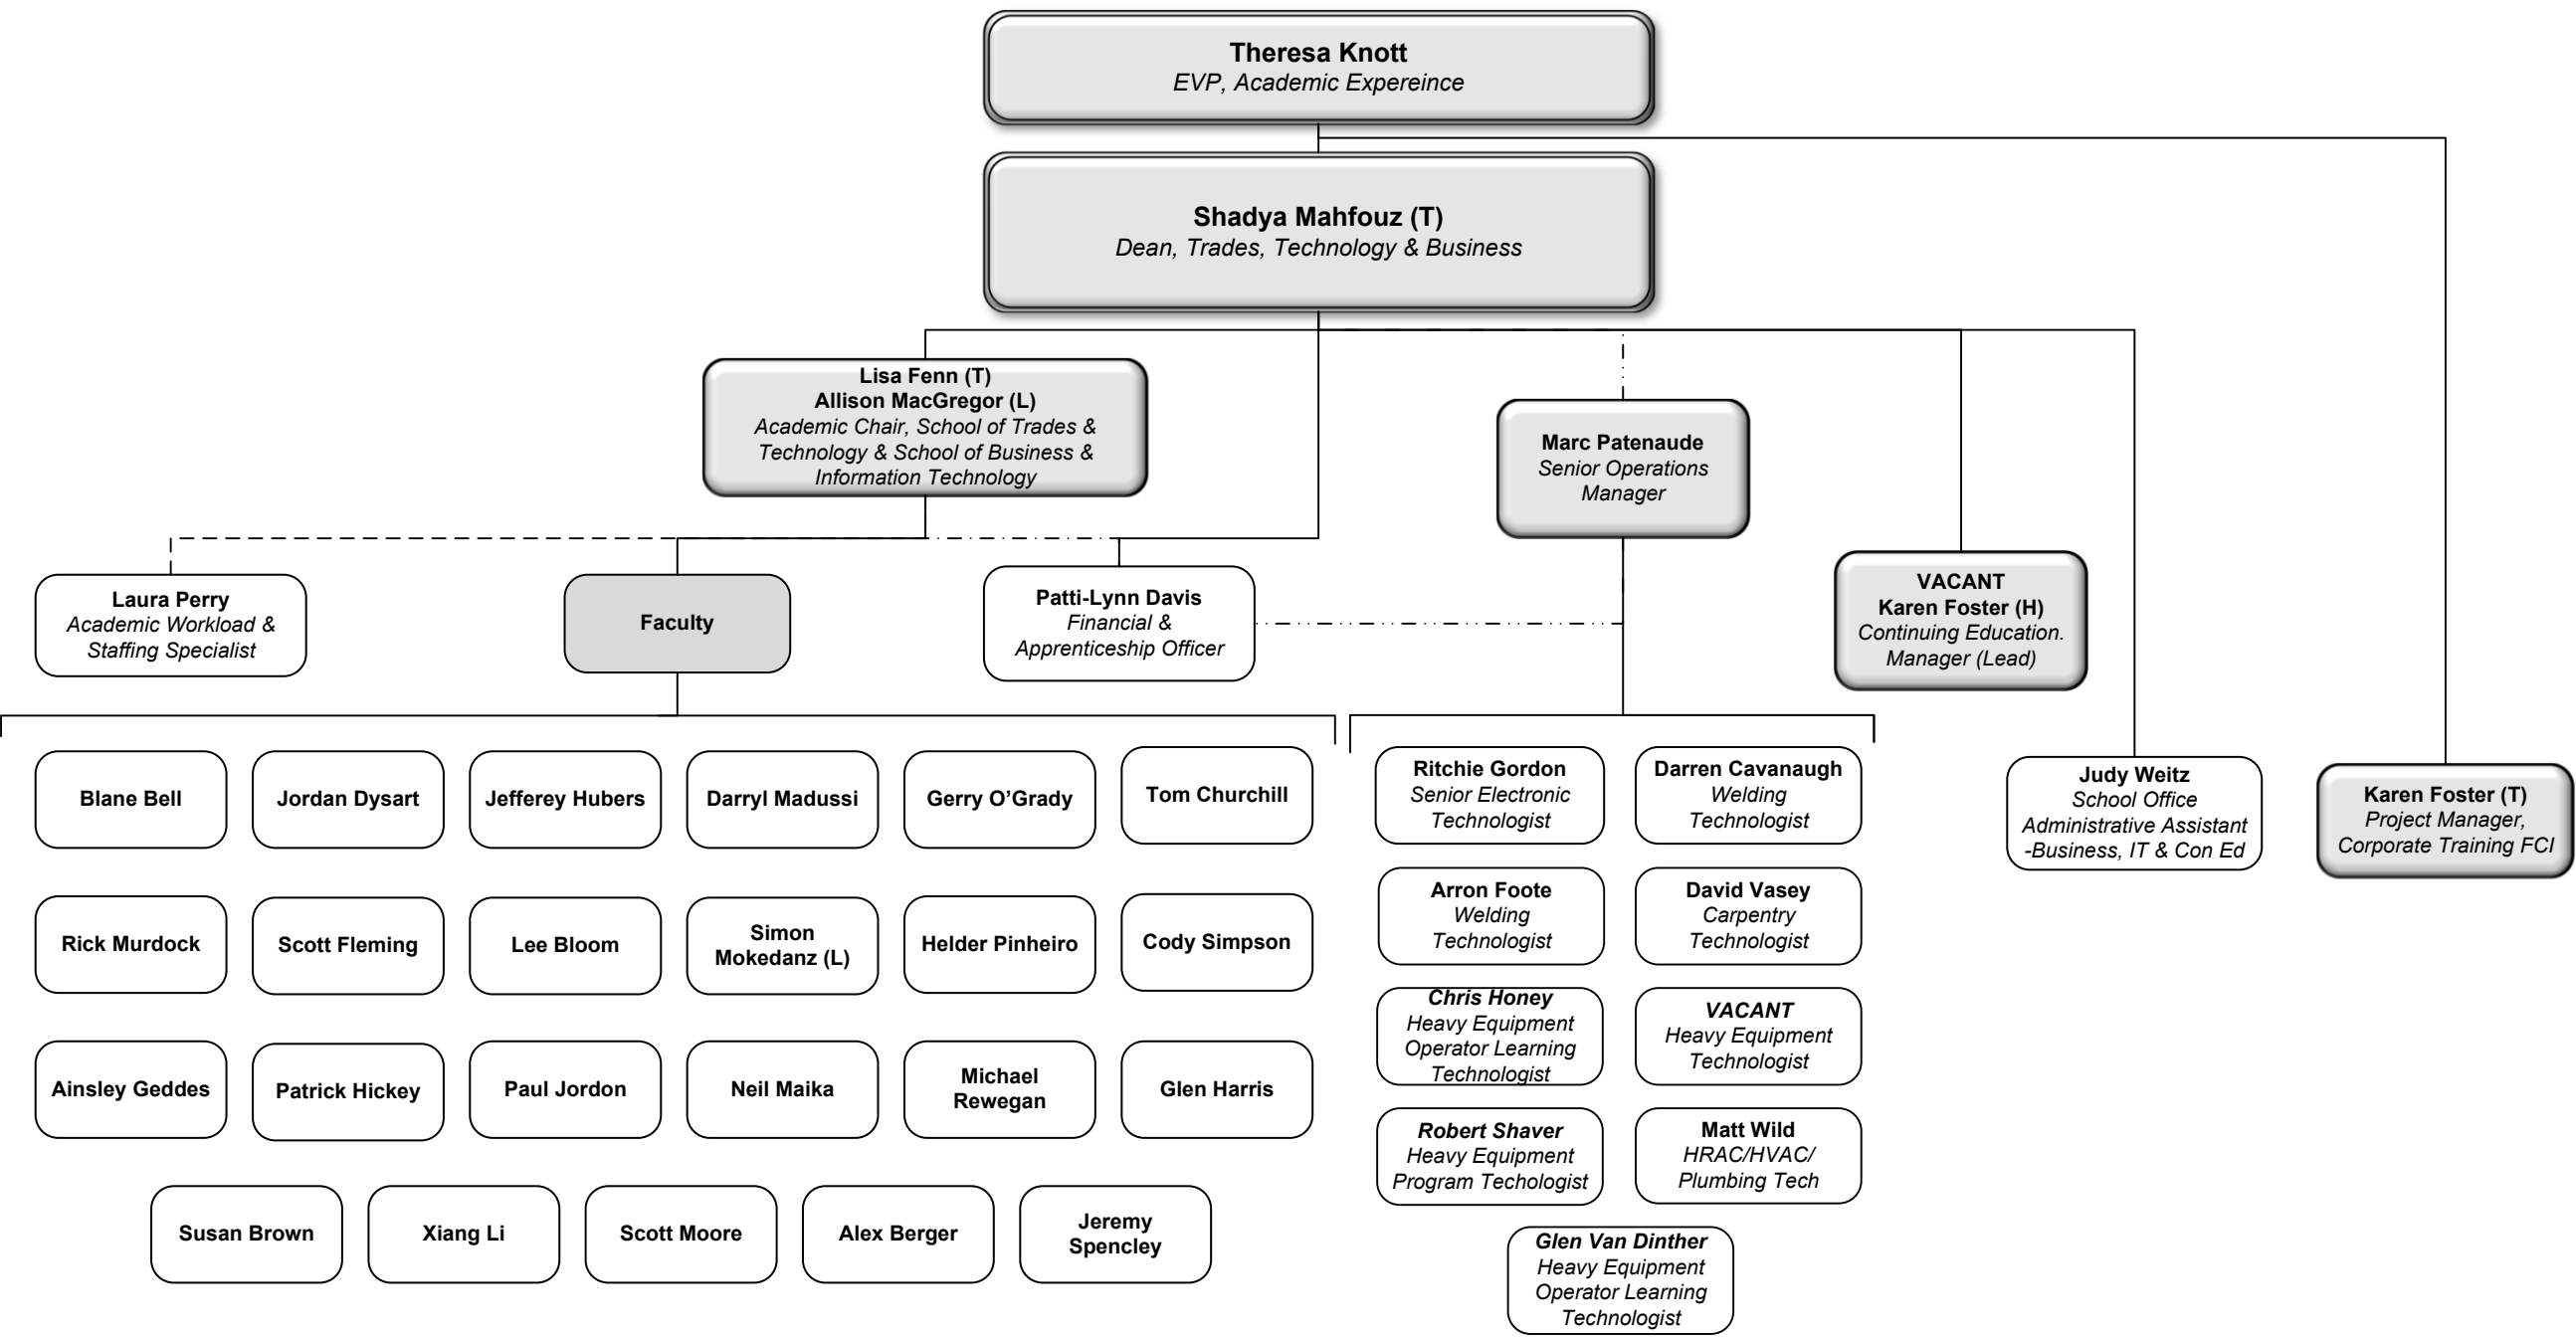 Theresa Knott
EVP, Academic Expereince
Shadya Mahfouz (T)
Dean, Trades, Technology & Business
Lisa Fenn (T)
Allison MacGregor (L)
Academic Chair, School of Trades &
Technology & School of Business &
Information Technology
Marc Patenaude
Senior Operations
Manager
Laura Perry
Academic Workload &
Staffing Specialist
Faculty
Patti-Lynn Davis
Financial &
Apprenticeship Officer
VACANT
Karen Foster (H)
Continuing Education.
Manager (Lead)
Blane Bell
Jordan Dysart
Jefferey Hubers
Darryl Madussi
Gerry O’Grady
Tom Churchill
Rick Murdock
Scott Fleming
Lee Bloom
Simon
Mokedanz (L)
Helder Pinheiro
Cody Simpson
Ainsley Geddes
Patrick Hickey
Paul Jordon
Neil Maika
Michael
Rewegan
Glen Harris
Susan Brown
Xiang Li
Scott Moore
Alex Berger
Jeremy
Spencley
Ritchie Gordon
Senior Electronic
Technologist
Darren Cavanaugh
Welding
Technologist
Arron Foote
Welding
Technologist
David Vasey
Carpentry
Technologist
Chris Honey
Heavy Equipment
Operator Learning
Technologist
VACANT
Heavy Equipment
Technologist
Robert Shaver
Heavy Equipment
Program Techologist
Matt Wild
HRAC/HVAC/
Plumbing Tech
Glen Van Dinther
Heavy Equipment
Operator Learning
Technologist
Judy Weitz
School Office
Administrative Assistant
-Business, IT & Con Ed
Karen Foster (T)
Project Manager,
Corporate Training FCI